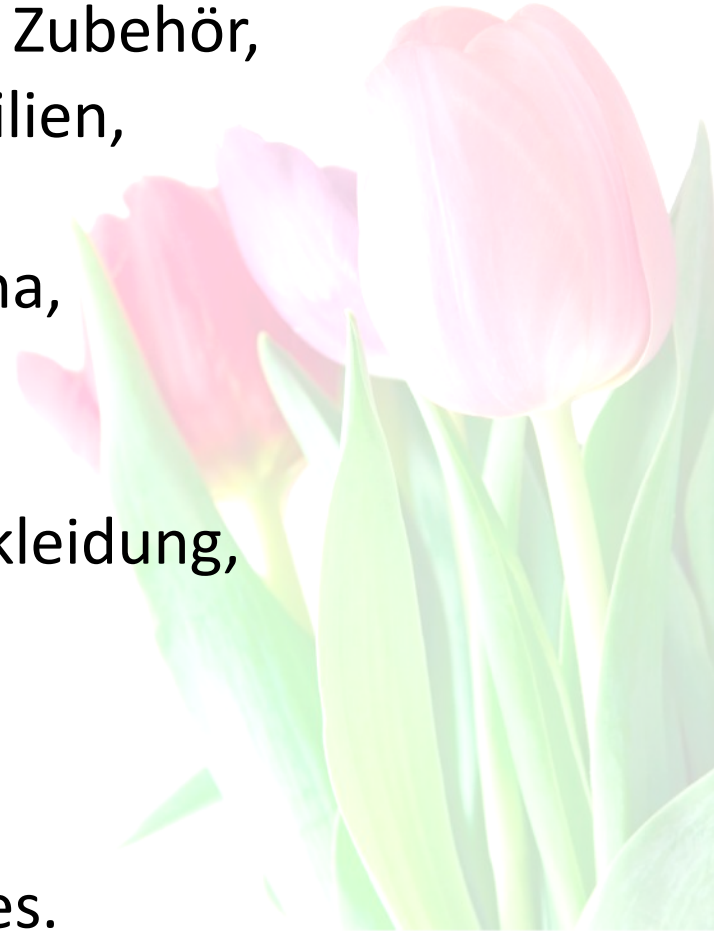 Zubehör,
ilien,
na,
kleidung,
es.